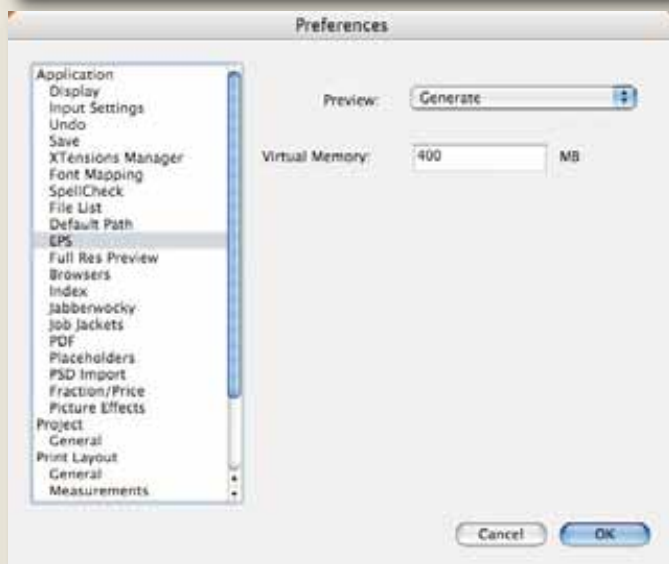 Preferences
Application
Display
Input Settings
Undo
Save
XTensions Manager
Font Mapping
SpellCheck
File List
Default Path
EPS
Full Res Preview
Browsers
Index
Jabberwocky
Job Jackets
PDF
Placeholders
PSD Import
Fraction/Price
Picture Effects
Project
General
Print Layout
General
Measurements
Preview: Generate
Virtual Memory: 400 MB
Cancel OK